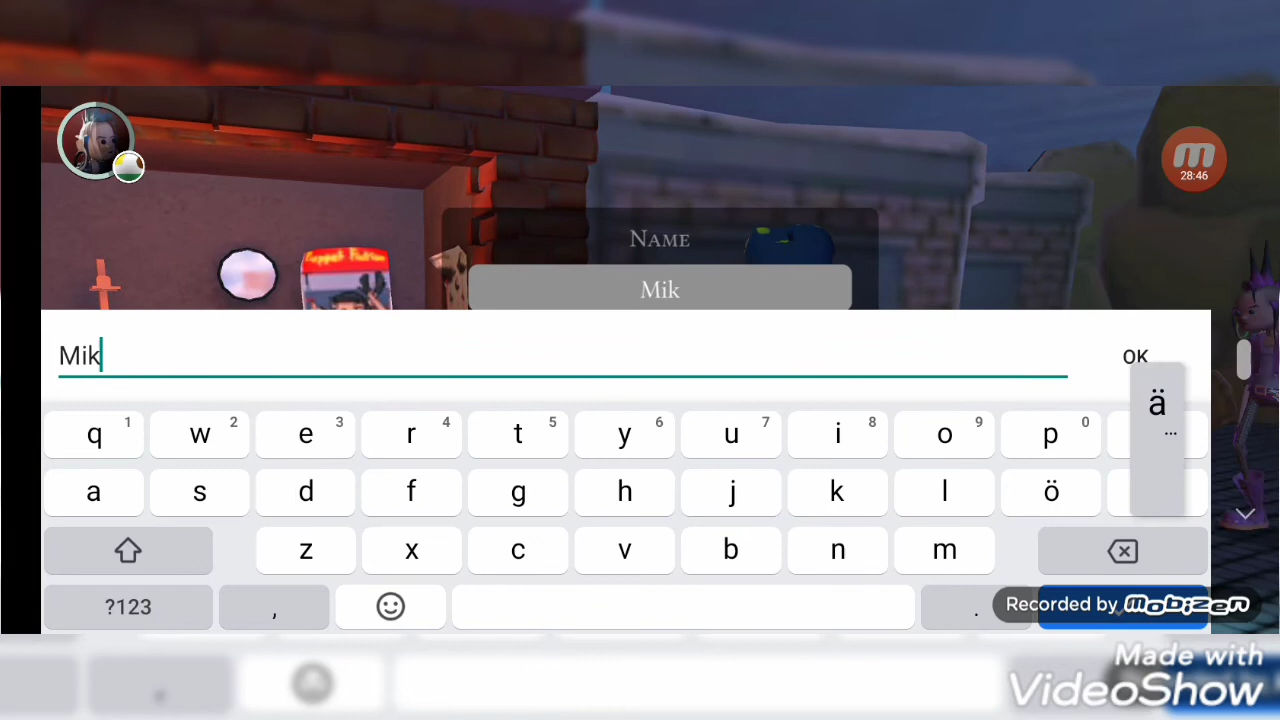 28:46
Puppet
Name
Mik
Mik
OK
ä
...
q 1 w 2 e 3 r 4 t 5 y 6 u 7 i 8 o 9 p 0
a s d f g h j k l ö
z x c v b n m
?123 , .
Recorded by mobizen
Made with
VideoShow